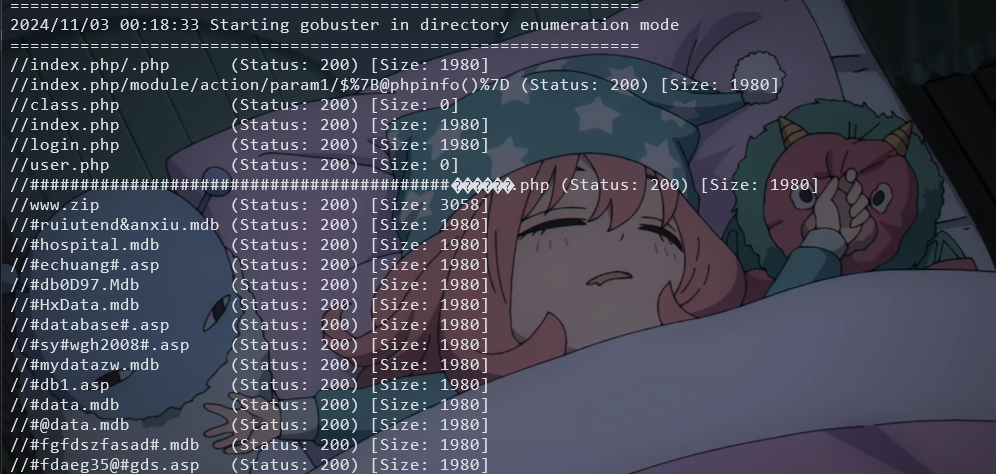 ===============================================================
2024/11/03 00:18:33 Starting gobuster in directory enumeration mode
===============================================================
//index.php/.php (Status: 200) [Size: 1980]
//index.php/module/action/param1/$%7B@phpinfo()%7D (Status: 200) [Size: 1980]
//class.php (Status: 200) [Size: 0]
//index.php (Status: 200) [Size: 1980]
//login.php (Status: 200) [Size: 1980]
//user.php (Status: 200) [Size: 0]
//##########################################������.php (Status: 200) [Size: 1980]
//www.zip (Status: 200) [Size: 3058]
//#ruiutend&anxiu.mdb (Status: 200) [Size: 1980]
//#hospital.mdb (Status: 200) [Size: 1980]
//#echuang#.asp (Status: 200) [Size: 1980]
//#db0D97.Mdb (Status: 200) [Size: 1980]
//#HxData.mdb (Status: 200) [Size: 1980]
//#database#.asp (Status: 200) [Size: 1980]
//#sy#wgh2008#.asp (Status: 200) [Size: 1980]
//#mydatazw.mdb (Status: 200) [Size: 1980]
//#db1.asp (Status: 200) [Size: 1980]
//#data.mdb (Status: 200) [Size: 1980]
//#@data.mdb (Status: 200) [Size: 1980]
//#fgfdszfasad#.mdb (Status: 200) [Size: 1980]
//#fdaeg35@#gds.asp (Status: 200) [Size: 1980]